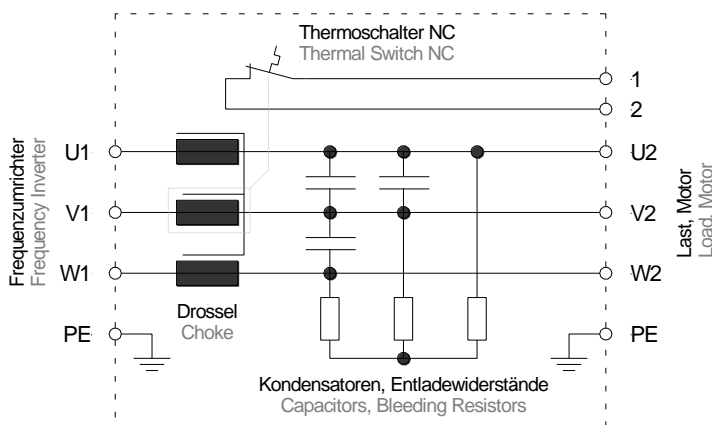 Thermoschalter NC
Thermal Switch NC
1
2
U1
U2
V1
V2
W1
W2
PE
PE
Frequenzumrichter
Frequency Inverter
Last, Motor
Load, Motor
Drossel
Choke
Kondensatoren, Entladewiderstände
Capacitors, Bleeding Resistors